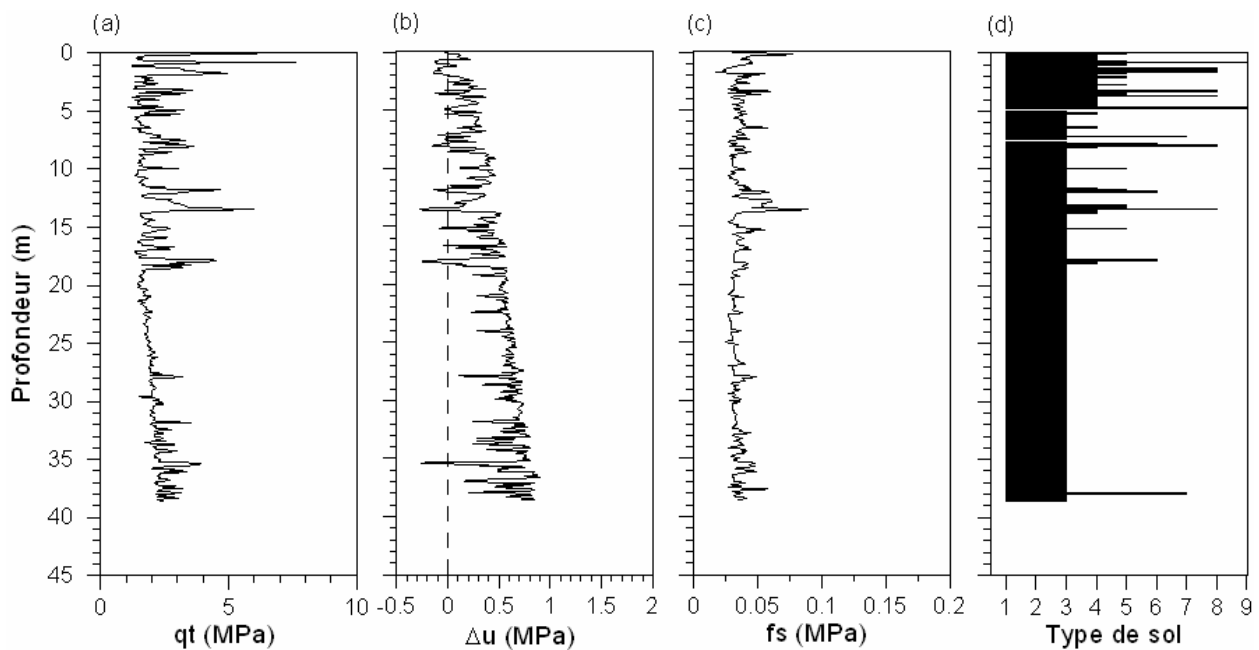 (a) (b) (c) (d)
0
5
10
15
20
25
30
35
40
45
Profondeur (m)
0 5 10 -0.5 0 0.5 1 1.5 2 0 0.05 0.1 0.15 0.2 1 2 3 4 5 6 7 8 9
qt (MPa) Δu (MPa) fs (MPa) Type de sol